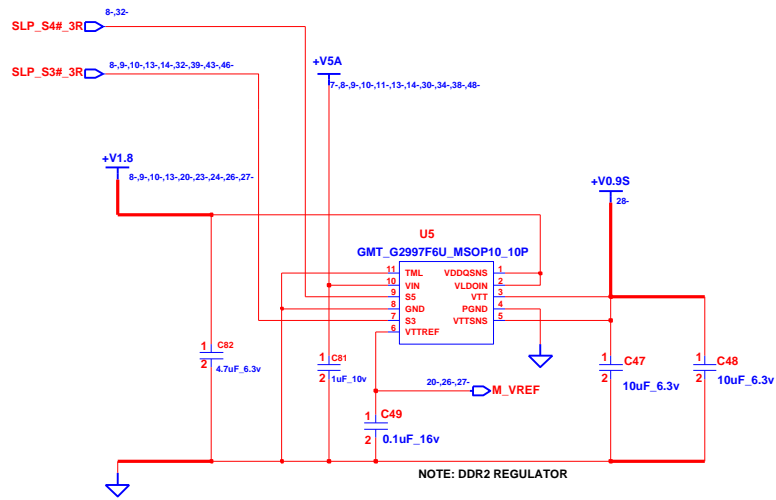 SLP_S4#_3R
8-,32-
SLP_S3#_3R
8-,9-,10-,13-,14-,32-,39-,43-,46-
+V5A
7-,8-,9-,10-,11-,13-,14-,30-,34-,38-,48-
+V1.8
8-,9-,10-,13-,20-,23-,24-,26-,27-
+V0.9S
28-
U5
GMT_G2997F6U_MSOP10_10P
11 TML VDDQSNS 1
10 VIN VLDOIN 2
9 S5 VTT 3
8 GND PGND 4
7 S3 VTTSNS 5
6 VTTREF
1 C82
2 4.7uF_6.3v
1 C81
2 1uF_10v
1 C47
2 10uF_6.3v
1 C48
2 10uF_6.3v
20-,26-,27- M_VREF
1 C49
2 0.1uF_16v
NOTE: DDR2 REGULATOR